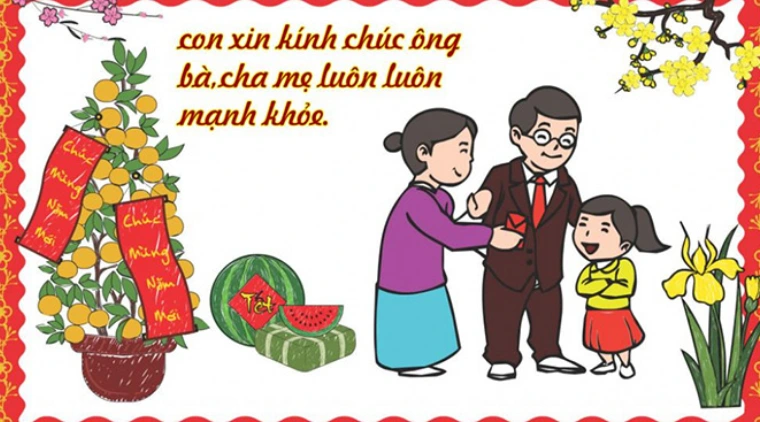 con xin kính chúc ông
bà,cha mẹ luôn luôn
mạnh khỏe.
Chúc
Mừng
Năm
Mới
Chúc
Mừng
Năm
Mới
Tết